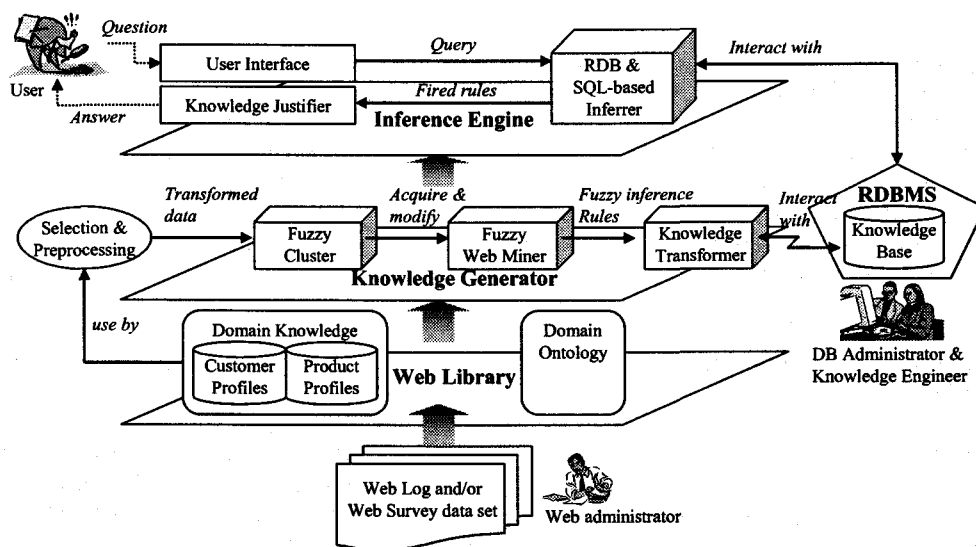 Question
User
Answer
User Interface
Knowledge Justifier
Query
Fired rules
Inference Engine
RDB &
SQL-based
Inferrer
Interact with
Selection &
Preprocessing
Transformed
data
Fuzzy
Cluster
Acquire &
modify
Fuzzy
Web Miner
Fuzzy inference
Rules
Knowledge
Transformer
Knowledge Generator
Interact
with
RDBMS
Knowledge
Base
DB Administrator &
Knowledge Engineer
use by
Domain Knowledge
Customer
Profiles
Product
Profiles
Web Library
Domain
Ontology
Web Log and/or
Web Survey data set
Web administrator